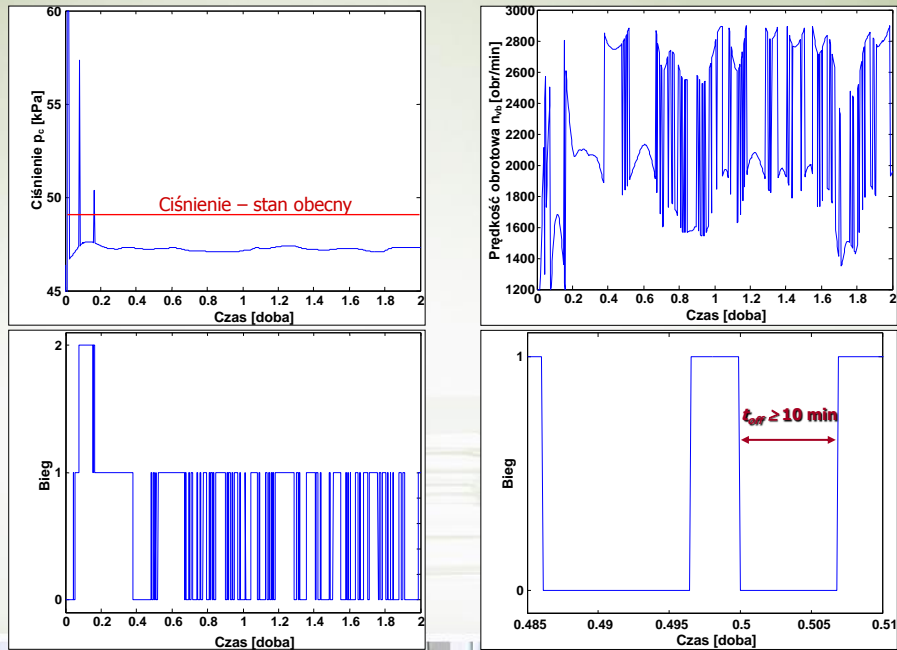 60
55
50
45
Ciśnienie p_c [kPa]
Ciśnienie – stan obecny
0 0.2 0.4 0.6 0.8 1 1.2 1.4 1.6 1.8 2
Czas [doba]
3000
2800
2600
2400
2200
2000
1800
1600
1400
1200
Prędkość obrotowa n_vb [obr/min]
0 0.2 0.4 0.6 0.8 1 1.2 1.4 1.6 1.8 2
Czas [doba]
2
1
0
Bieg
0 0.2 0.4 0.6 0.8 1 1.2 1.4 1.6 1.8 2
Czas [doba]
1
0
Bieg
t_off ≥ 10 min
0.485 0.49 0.495 0.5 0.505 0.51
Czas [doba]